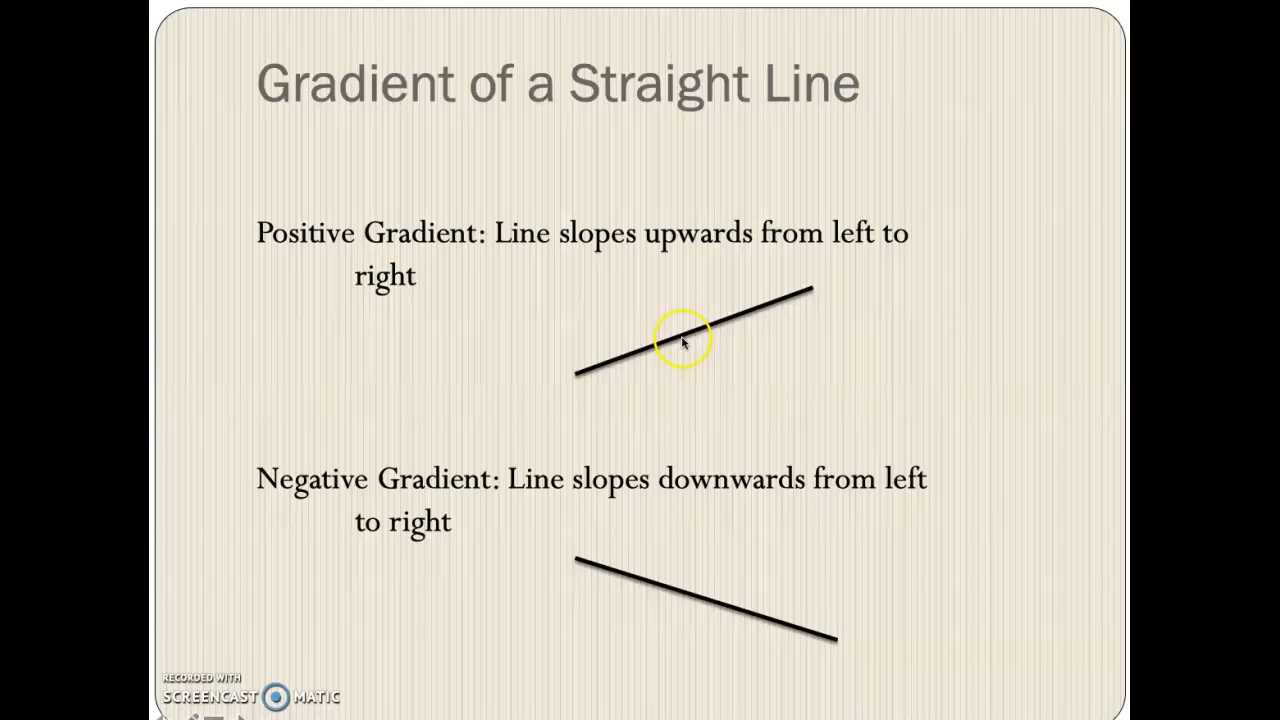 Gradient of a Straight Line
Positive Gradient: Line slopes upwards from left to
right
Negative Gradient: Line slopes downwards from left
to right
RECORDED WITH
SCREENCAST MATIC